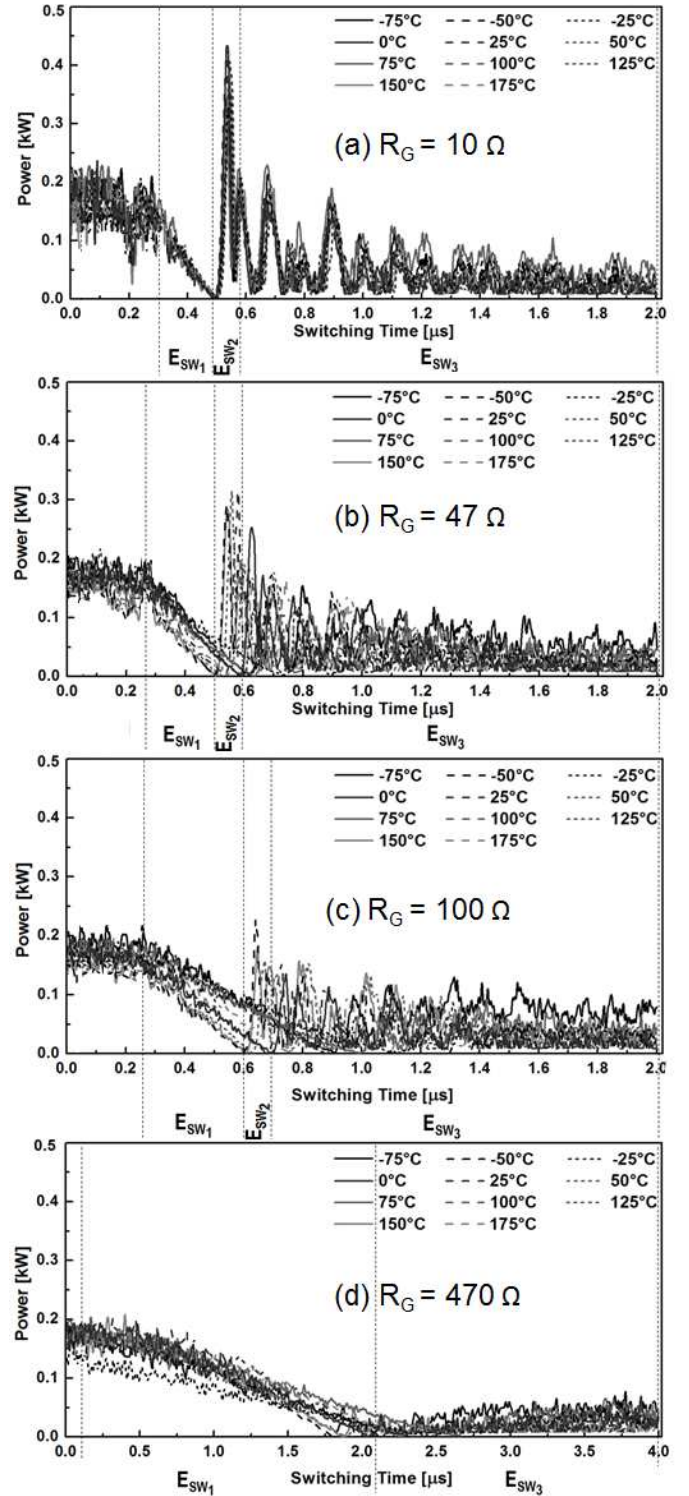 0.5
-75°C -50°C -25°C
0°C 25°C 50°C
75°C 100°C 125°C
150°C 175°C
0.4
(a) R_G = 10 Ω
0.3
Power [kW]
0.2
0.1
0.0
0.0 0.2 0.4 0.6 0.8 1.0 1.2 1.4 1.6 1.8 2.0
Switching Time [µs]
E_SW1 E_SW2 E_SW3
0.5
-75°C -50°C -25°C
0°C 25°C 50°C
75°C 100°C 125°C
150°C 175°C
0.4
(b) R_G = 47 Ω
0.3
Power [kW]
0.2
0.1
0.0
0.0 0.2 0.4 0.6 0.8 1.0 1.2 1.4 1.6 1.8 2.0
Switching Time [µs]
E_SW1 E_SW2 E_SW3
0.5
-75°C -50°C -25°C
0°C 25°C 50°C
75°C 100°C 125°C
150°C 175°C
0.4
0.3
(c) R_G = 100 Ω
Power [kW]
0.2
0.1
0.0
0.0 0.2 0.4 0.6 0.8 1.0 1.2 1.4 1.6 1.8 2.0
Switching Time [µs]
E_SW1 E_SW2 E_SW3
0.5
-75°C -50°C -25°C
0°C 25°C 50°C
75°C 100°C 125°C
150°C 175°C
0.4
0.3
(d) R_G = 470 Ω
Power [kW]
0.2
0.1
0.0
0.0 0.5 1.0 1.5 2.0 2.5 3.0 3.5 4.0
E_SW1 Switching Time [µs] E_SW3